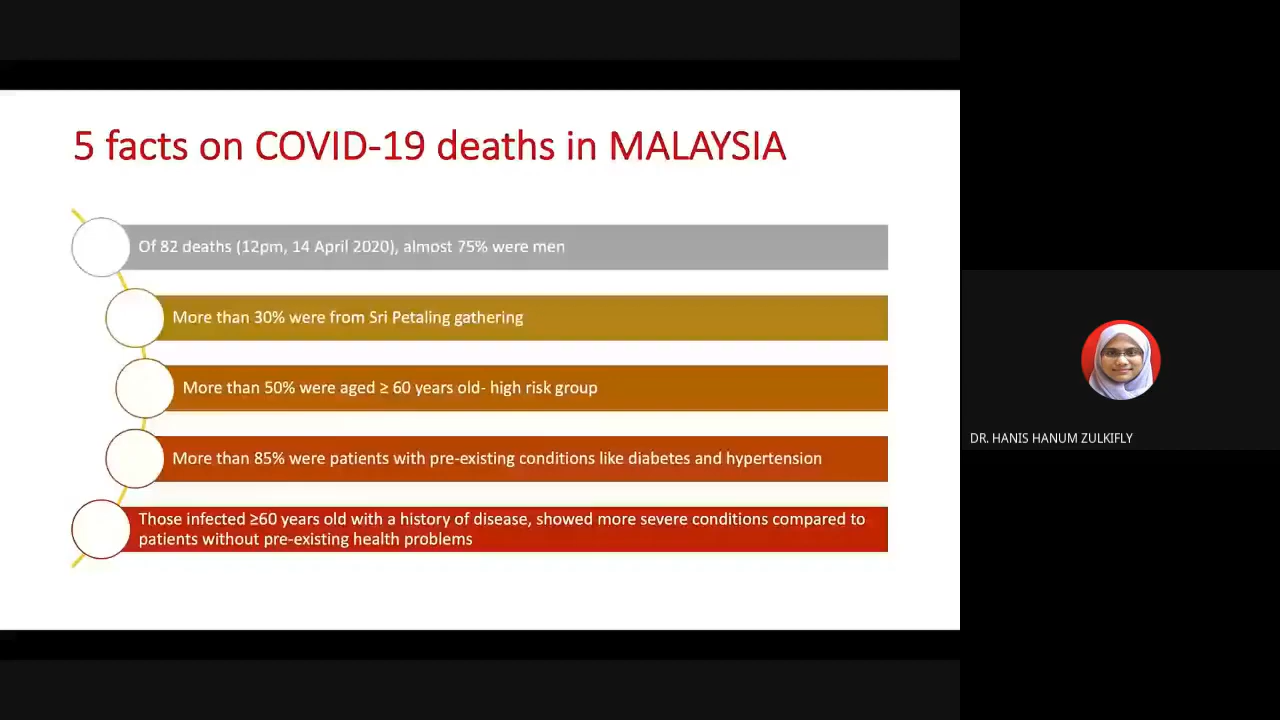 5 facts on COVID-19 deaths in MALAYSIA
Of 82 deaths (12pm, 14 April 2020), almost 75% were men
More than 30% were from Sri Petaling gathering
More than 50% were aged ≥ 60 years old- high risk group
More than 85% were patients with pre-existing conditions like diabetes and hypertension
Those infected ≥60 years old with a history of disease, showed more severe conditions compared to
patients without pre-existing health problems
DR. HANIS HANUM ZULKIFLY